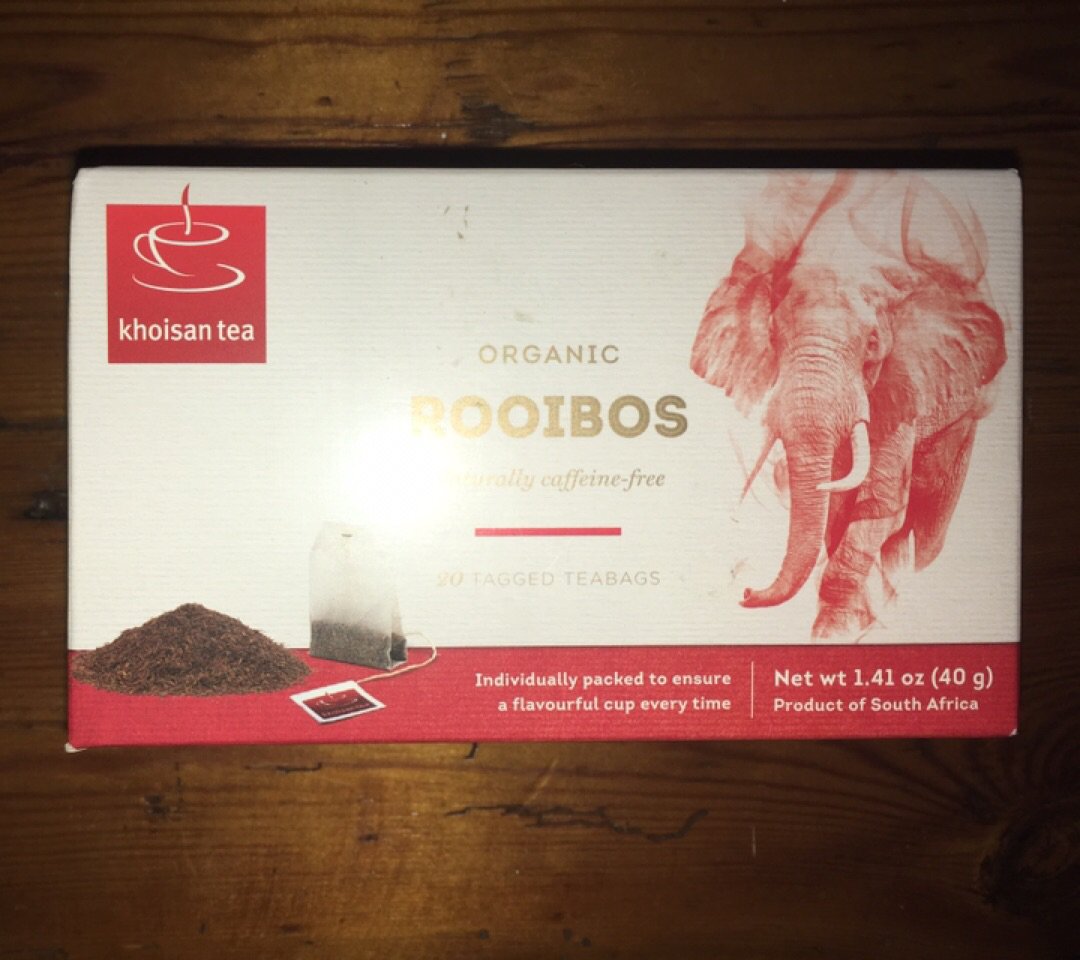 khoisan tea
ORGANIC
ROOIBOS
naturally caffeine-free
20 TAGGED TEABAGS
Individually packed to ensure
a flavourful cup every time
Net wt 1.41 oz (40 g)
Product of South Africa